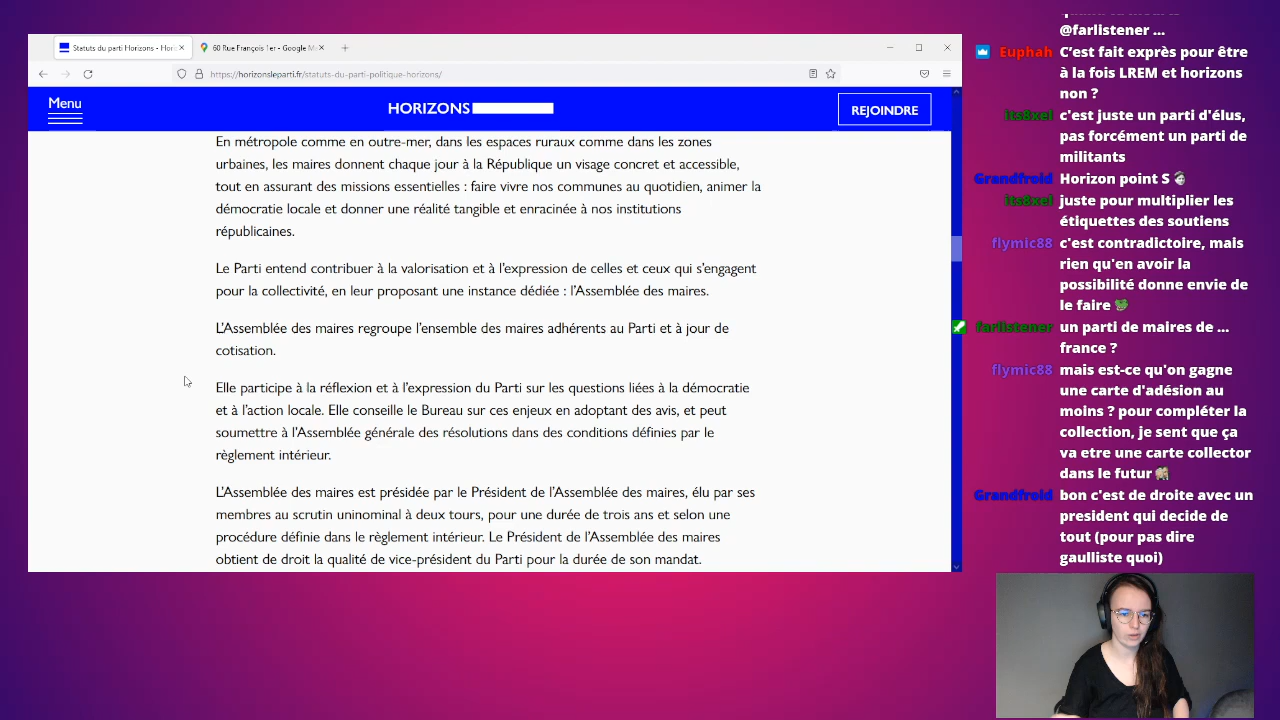 Statuts du parti Horizons - Hori
60 Rue François 1er - Google M
https://horizonsleparti.fr/statuts-du-parti-politique-horizons/
Menu
HORIZONS
REJOINDRE
En métropole comme en outre-mer, dans les espaces ruraux comme dans les zones
urbaines, les maires donnent chaque jour à la République un visage concret et accessible,
tout en assurant des missions essentielles : faire vivre nos communes au quotidien, animer la
démocratie locale et donner une réalité tangible et enracinée à nos institutions
républicaines.
Le Parti entend contribuer à la valorisation et à l’expression de celles et ceux qui s’engagent
pour la collectivité, en leur proposant une instance dédiée : l’Assemblée des maires.
L’Assemblée des maires regroupe l’ensemble des maires adhérents au Parti et à jour de
cotisation.
Elle participe à la réflexion et à l’expression du Parti sur les questions liées à la démocratie
et à l’action locale. Elle conseille le Bureau sur ces enjeux en adoptant des avis, et peut
soumettre à l’Assemblée générale des résolutions dans des conditions définies par le
règlement intérieur.
L’Assemblée des maires est présidée par le Président de l’Assemblée des maires, élu par ses
membres au scrutin uninominal à deux tours, pour une durée de trois ans et selon une
procédure définie dans le règlement intérieur. Le Président de l’Assemblée des maires
obtient de droit la qualité de vice-président du Parti pour la durée de son mandat.
@farlistener ...
Euphah C’est fait exprès pour être
à la fois LREM et horizons
non ?
its8xel c'est juste un parti d'élus,
pas forcément un parti de
militants
Grandfroid Horizon point S
its8xel juste pour multiplier les
étiquettes des soutiens
flymic88 c'est contradictoire, mais
rien qu'en avoir la
possibilité donne envie de
le faire
farlistener un parti de maires de ...
france ?
flymic88 mais est-ce qu'on gagne
une carte d'adésion au
moins ? pour compléter la
collection, je sent que ça
va etre une carte collector
dans le futur
Grandfroid bon c'est de droite avec un
president qui decide de
tout (pour pas dire
gaulliste quoi)